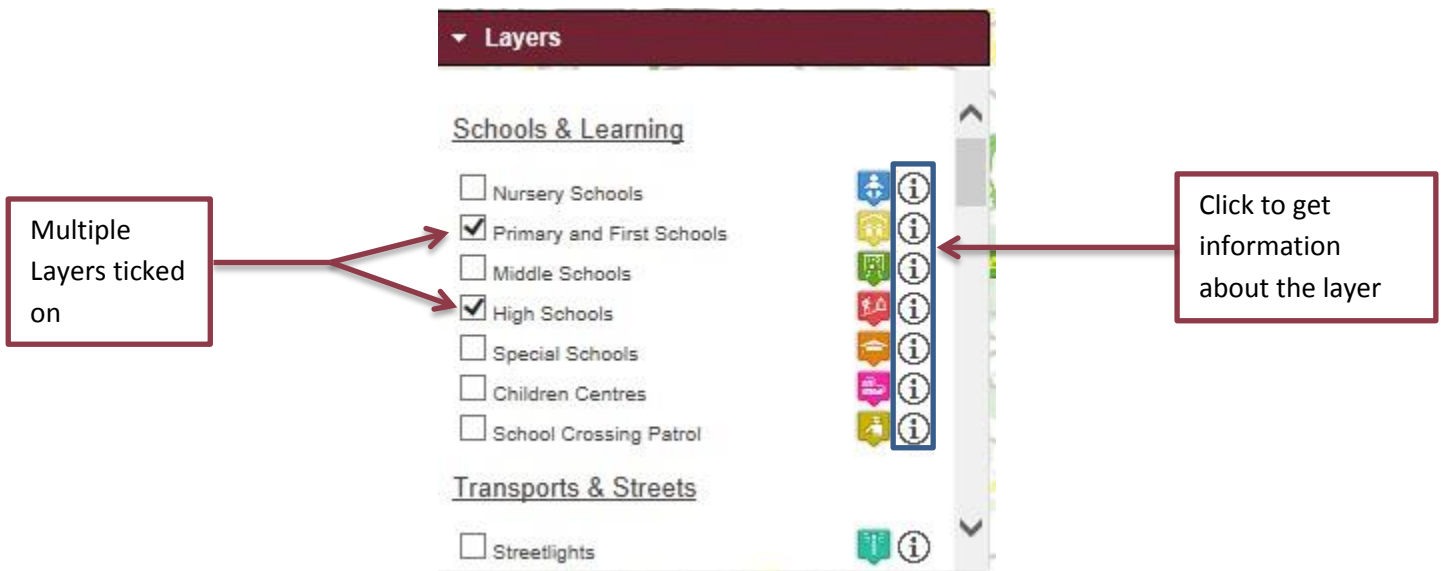 Layers
Schools & Learning
Nursery Schools
Primary and First Schools
Middle Schools
High Schools
Special Schools
Children Centres
School Crossing Patrol
Transports & Streets
Streetlights
Multiple
Layers ticked
on
Click to get
information
about the layer